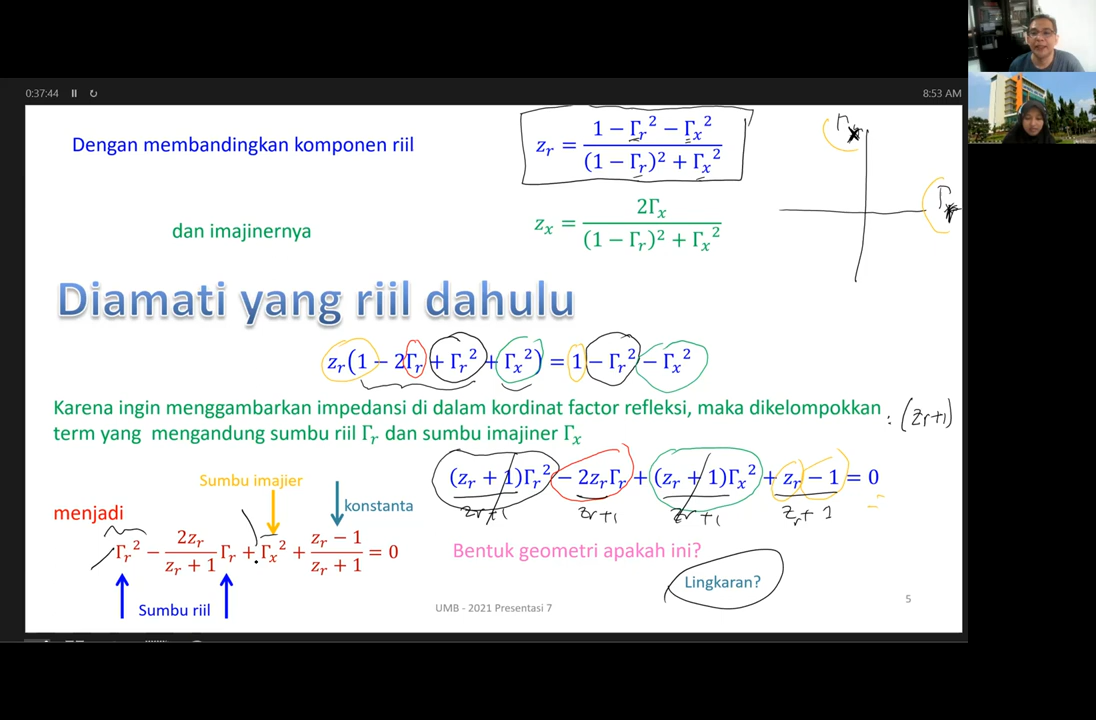 0:37:44
8:53 AM
Dengan membandingkan komponen riil
z_r = (1 − Γ_r² − Γ_x²) / ((1 − Γ_r)² + Γ_x²)
dan imajinernya
z_x = 2Γ_x / ((1 − Γ_r)² + Γ_x²)
Diamati yang riil dahulu
z_r(1 − 2Γ_r + Γ_r² + Γ_x²) = 1 − Γ_r² − Γ_x²
Karena ingin menggambarkan impedansi di dalam kordinat factor refleksi, maka dikelompokkan
: (zr+1)
term yang mengandung sumbu riil Γ_r dan sumbu imajiner Γ_x
(z_r + 1)Γ_r² − 2z_rΓ_r + (z_r + 1)Γ_x² + z_r − 1 = 0
zr+1 zr+1 zr+1 zr+1
Sumbu imajier
konstanta
menjadi
Γ_r² − (2z_r / (z_r + 1))Γ_r + Γ_x² + (z_r − 1) / (z_r + 1) = 0
Bentuk geometri apakah ini?
Lingkaran?
Sumbu riil
UMB - 2021 Presentasi 7
5